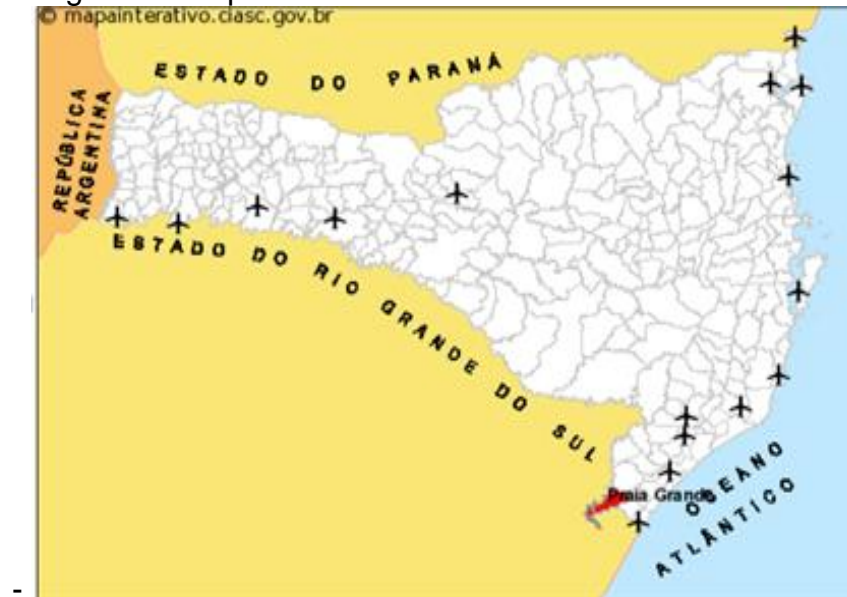 © mapainterativo.ciasc.gov.br
ESTADO DO PARANÁ
REPÚBLICA
ARGENTINA
ESTADO DO RIO GRANDE DO SUL
Praia Grande
OCEANO
ATLÂNTICO
-